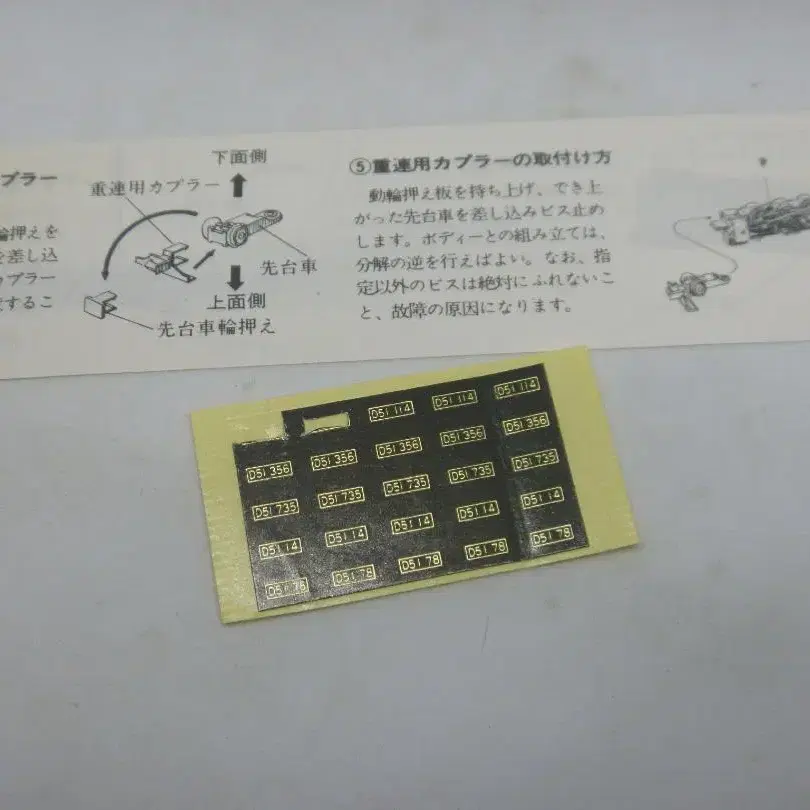 プラー
輪押えを
を差し込
カプラー
するこ
下面側
重連用カプラー
先台車
上面側
先台車輪押え
⑤重連用カプラーの取付け方
動輪押え板を持ち上げ、でき上
がった先台車を差し込みビス止め
します。ボディーとの組み立ては、
分解の逆を行えばよい。なお、指
定以外のビスは絶対にふれないこ
と、故障の原因になります。
D51 114 D51 114 D51 114
D51 356 D51 356 D51 356 D51 356 D51 356
D51 735 D51 735 D51 735 D51 735 D51 735
D51 14 D51 14 D51 14 D51 14 D51 14
D51 78 D51 78 D51 78 D51 78 D51 78